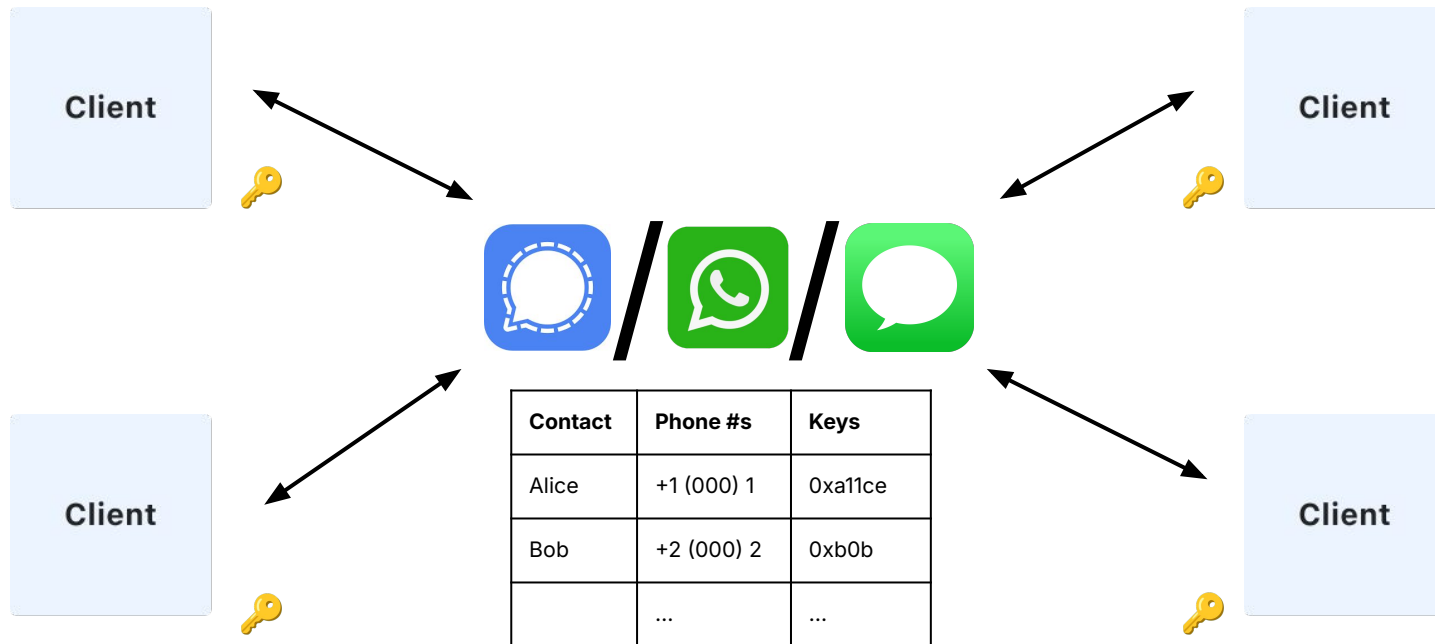 Client
Client
Contact Phone #s Keys
Alice +1 (000) 1 0xa11ce
Bob +2 (000) 2 0xb0b
... ...
Client
Client